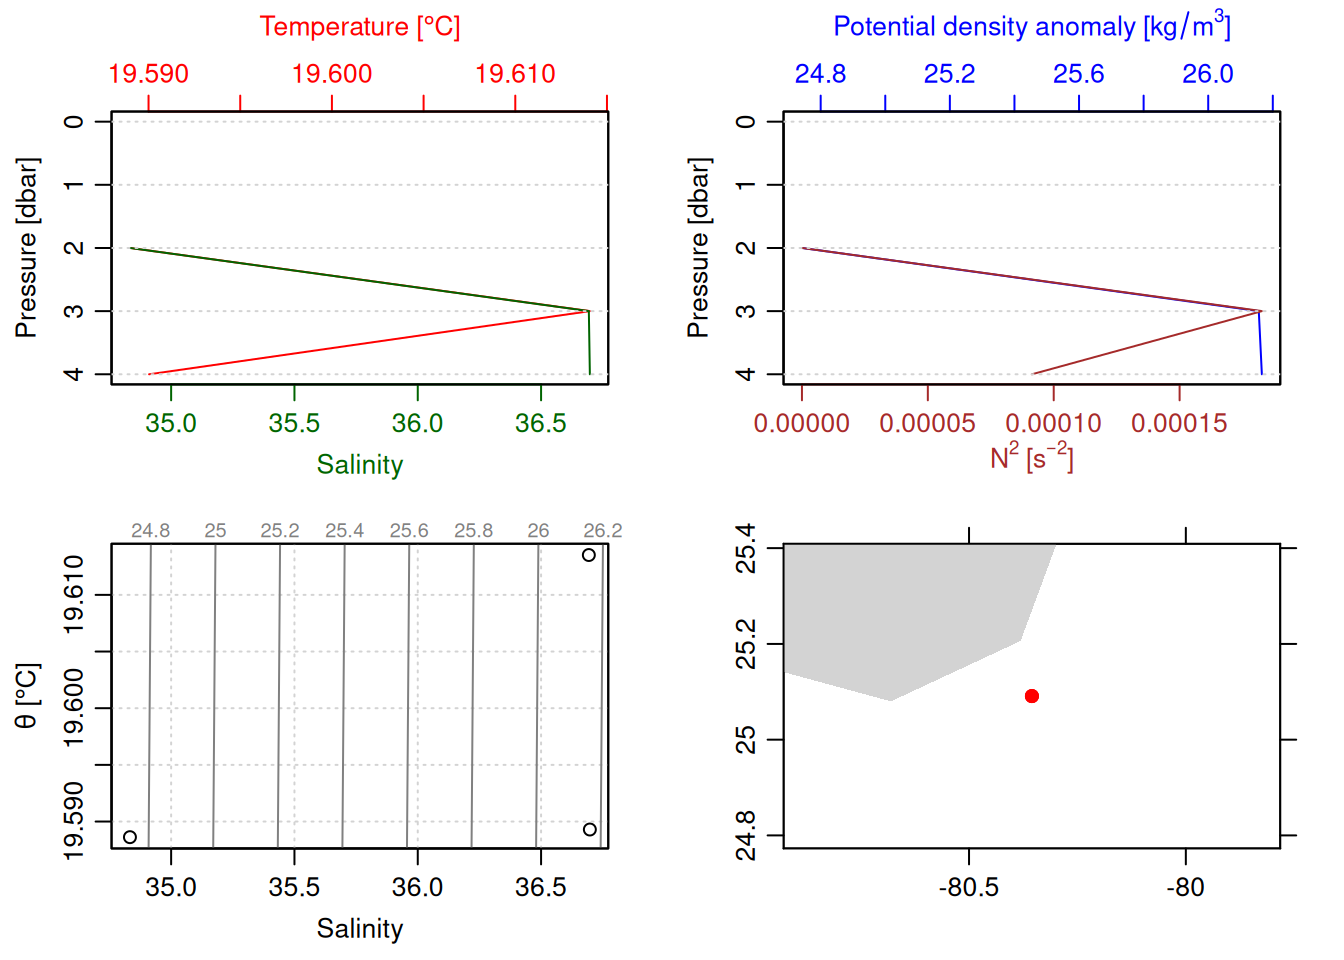 Temperature [°C]
19.590 19.600 19.610
Pressure [dbar]
0
1
2
3
4
35.0 35.5 36.0 36.5
Salinity
Potential density anomaly [kg/m³]
24.8 25.2 25.6 26.0
Pressure [dbar]
0
1
2
3
4
0.00000 0.00005 0.00010 0.00015
N² [s⁻²]
24.8 25 25.2 25.4 25.6 25.8 26 26.2
θ [°C]
19.610
19.600
19.590
35.0 35.5 36.0 36.5
Salinity
25.4
25.2
25
24.8
-80.5 -80